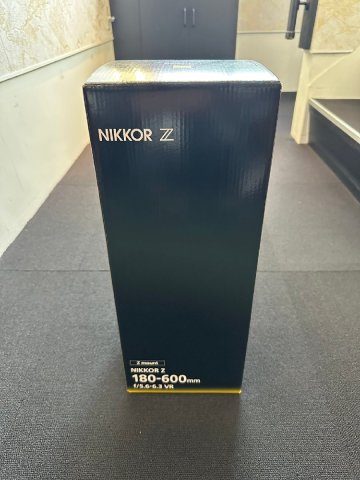 NIKKOR Z
Z mount
NIKKOR Z
180-600mm
f/5.6-6.3 VR